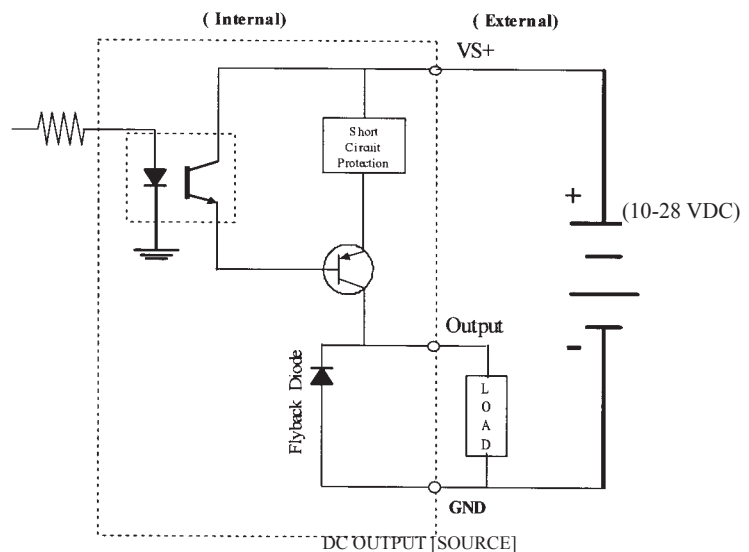 ( Internal)
( External)
VS+
Short
Circuit
Protection
+
(10-28 VDC)
Output
-
Flyback Diode
L
O
A
D
GND
DC OUTPUT [SOURCE]